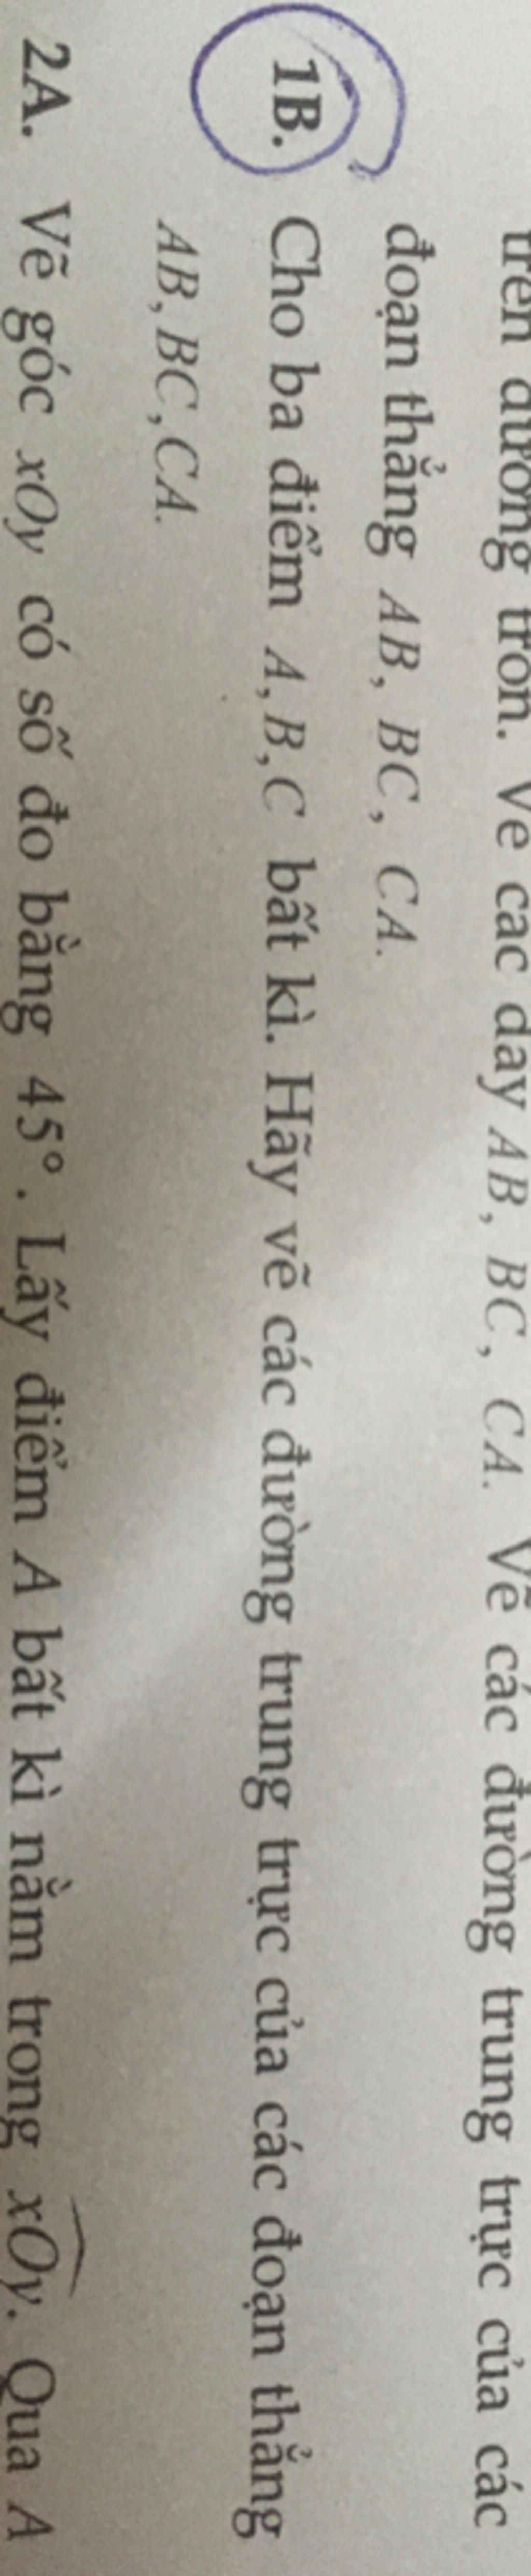 trên đường tròn. Vẽ các dây AB, BC, CA. Vẽ các đường trung trực của các
đoạn thẳng AB, BC, CA.
1B. Cho ba điểm A,B,C bất kì. Hãy vẽ các đường trung trực của các đoạn thẳng
AB,BC,CA.
2A. Vẽ góc xOy có số đo bằng 45°. Lấy điểm A bất kì nằm trong xOy. Qua A